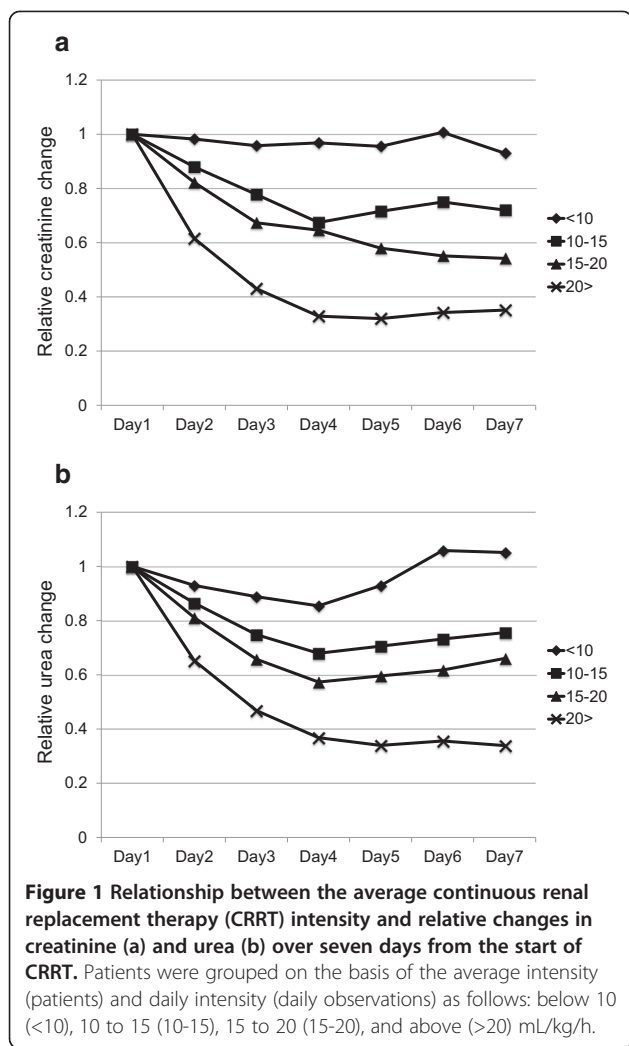 a
1.2
1
0.8
0.6
0.4
0.2
0
Relative creatinine change
Day1 Day2 Day3 Day4 Day5 Day6 Day7
<10
10-15
15-20
20>
b
1.2
1
0.8
0.6
0.4
0.2
0
Relative urea change
Day1 Day2 Day3 Day4 Day5 Day6 Day7
<10
10-15
15-20
20>
Figure 1 Relationship between the average continuous renal
replacement therapy (CRRT) intensity and relative changes in
creatinine (a) and urea (b) over seven days from the start of
CRRT. Patients were grouped on the basis of the average intensity
(patients) and daily intensity (daily observations) as follows: below 10
(<10), 10 to 15 (10-15), 15 to 20 (15-20), and above (>20) mL/kg/h.